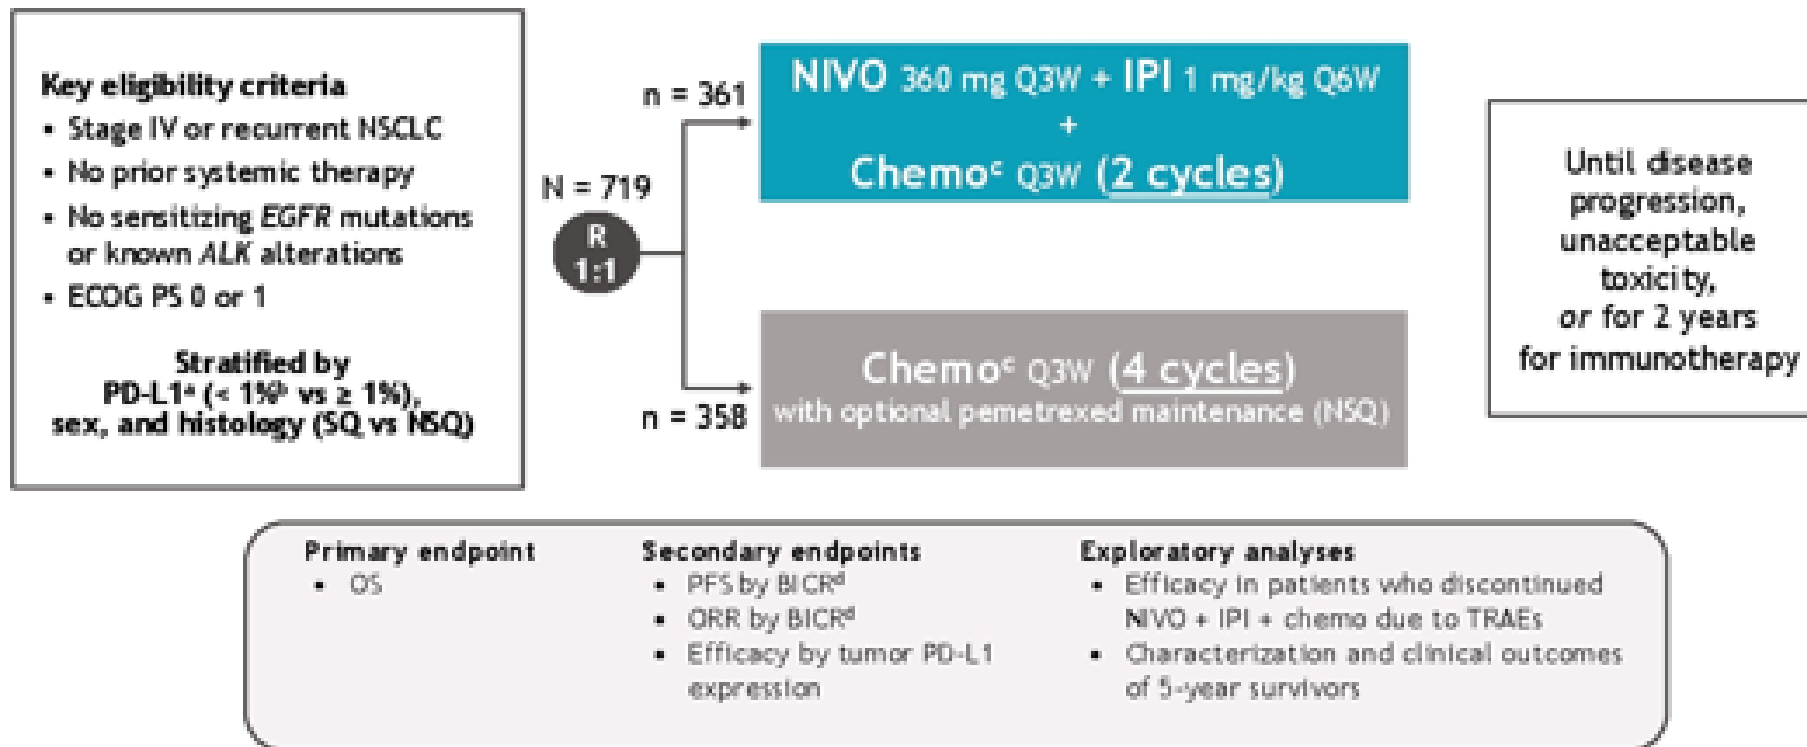 Key eligibility criteria
• Stage IV or recurrent NSCLC
• No prior systemic therapy
• No sensitizing EGFR mutations
or known ALK alterations
• ECOG PS 0 or 1
Stratified by
PD-L1ᵃ (< 1%ᵇ vs ≥ 1%),
sex, and histology (SQ vs NSQ)
N = 719
R
1:1
n = 361
NIVO 360 mg Q3W + IPI 1 mg/kg Q6W
+
Chemoᶜ Q3W (2 cycles)
n = 358
Chemoᶜ Q3W (4 cycles)
with optional pemetrexed maintenance (NSQ)
Until disease
progression,
unacceptable
toxicity,
or for 2 years
for immunotherapy
Primary endpoint
• OS
Secondary endpoints
• PFS by BICRᵈ
• ORR by BICRᵈ
• Efficacy by tumor PD-L1
expression
Exploratory analyses
• Efficacy in patients who discontinued
NIVO + IPI + chemo due to TRAEs
• Characterization and clinical outcomes
of 5-year survivors